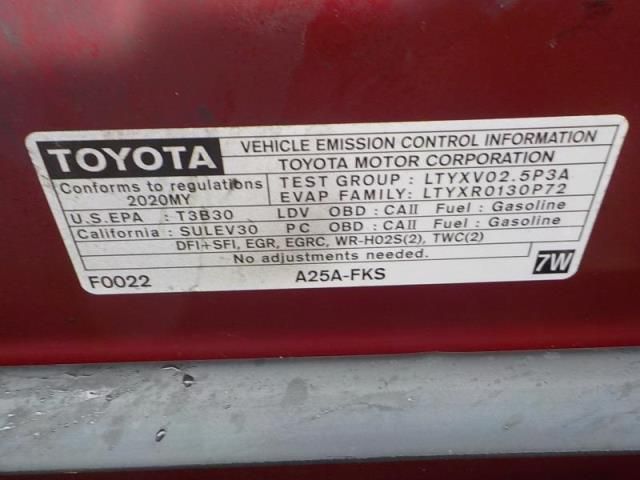 TOYOTA
VEHICLE EMISSION CONTROL INFORMATION
TOYOTA MOTOR CORPORATION
Conforms to regulations
2020MY
TEST GROUP : LTYXV02.5P3A
EVAP FAMILY: LTYXR0130P72
U.S.EPA : T3B30 LDV OBD : CAII Fuel : Gasoline
California : SULEV30 PC OBD : CAII Fuel : Gasoline
DFI+SFI, EGR, EGRC, WR-HO2S(2), TWC(2)
No adjustments needed.
F0022 A25A-FKS 7W